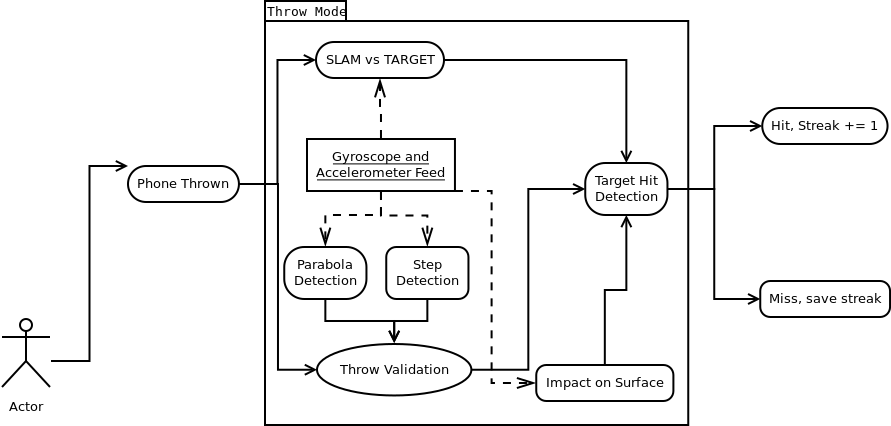 Throw Mode
SLAM vs TARGET
Gyroscope and
Accelerometer Feed
Phone Thrown
Parabola
Detection
Step
Detection
Throw Validation
Impact on Surface
Target Hit
Detection
Hit, Streak += 1
Miss, save streak
Actor